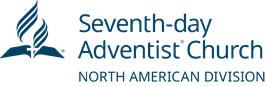 Seventh-day
Adventist® Church
NORTH AMERICAN DIVISION